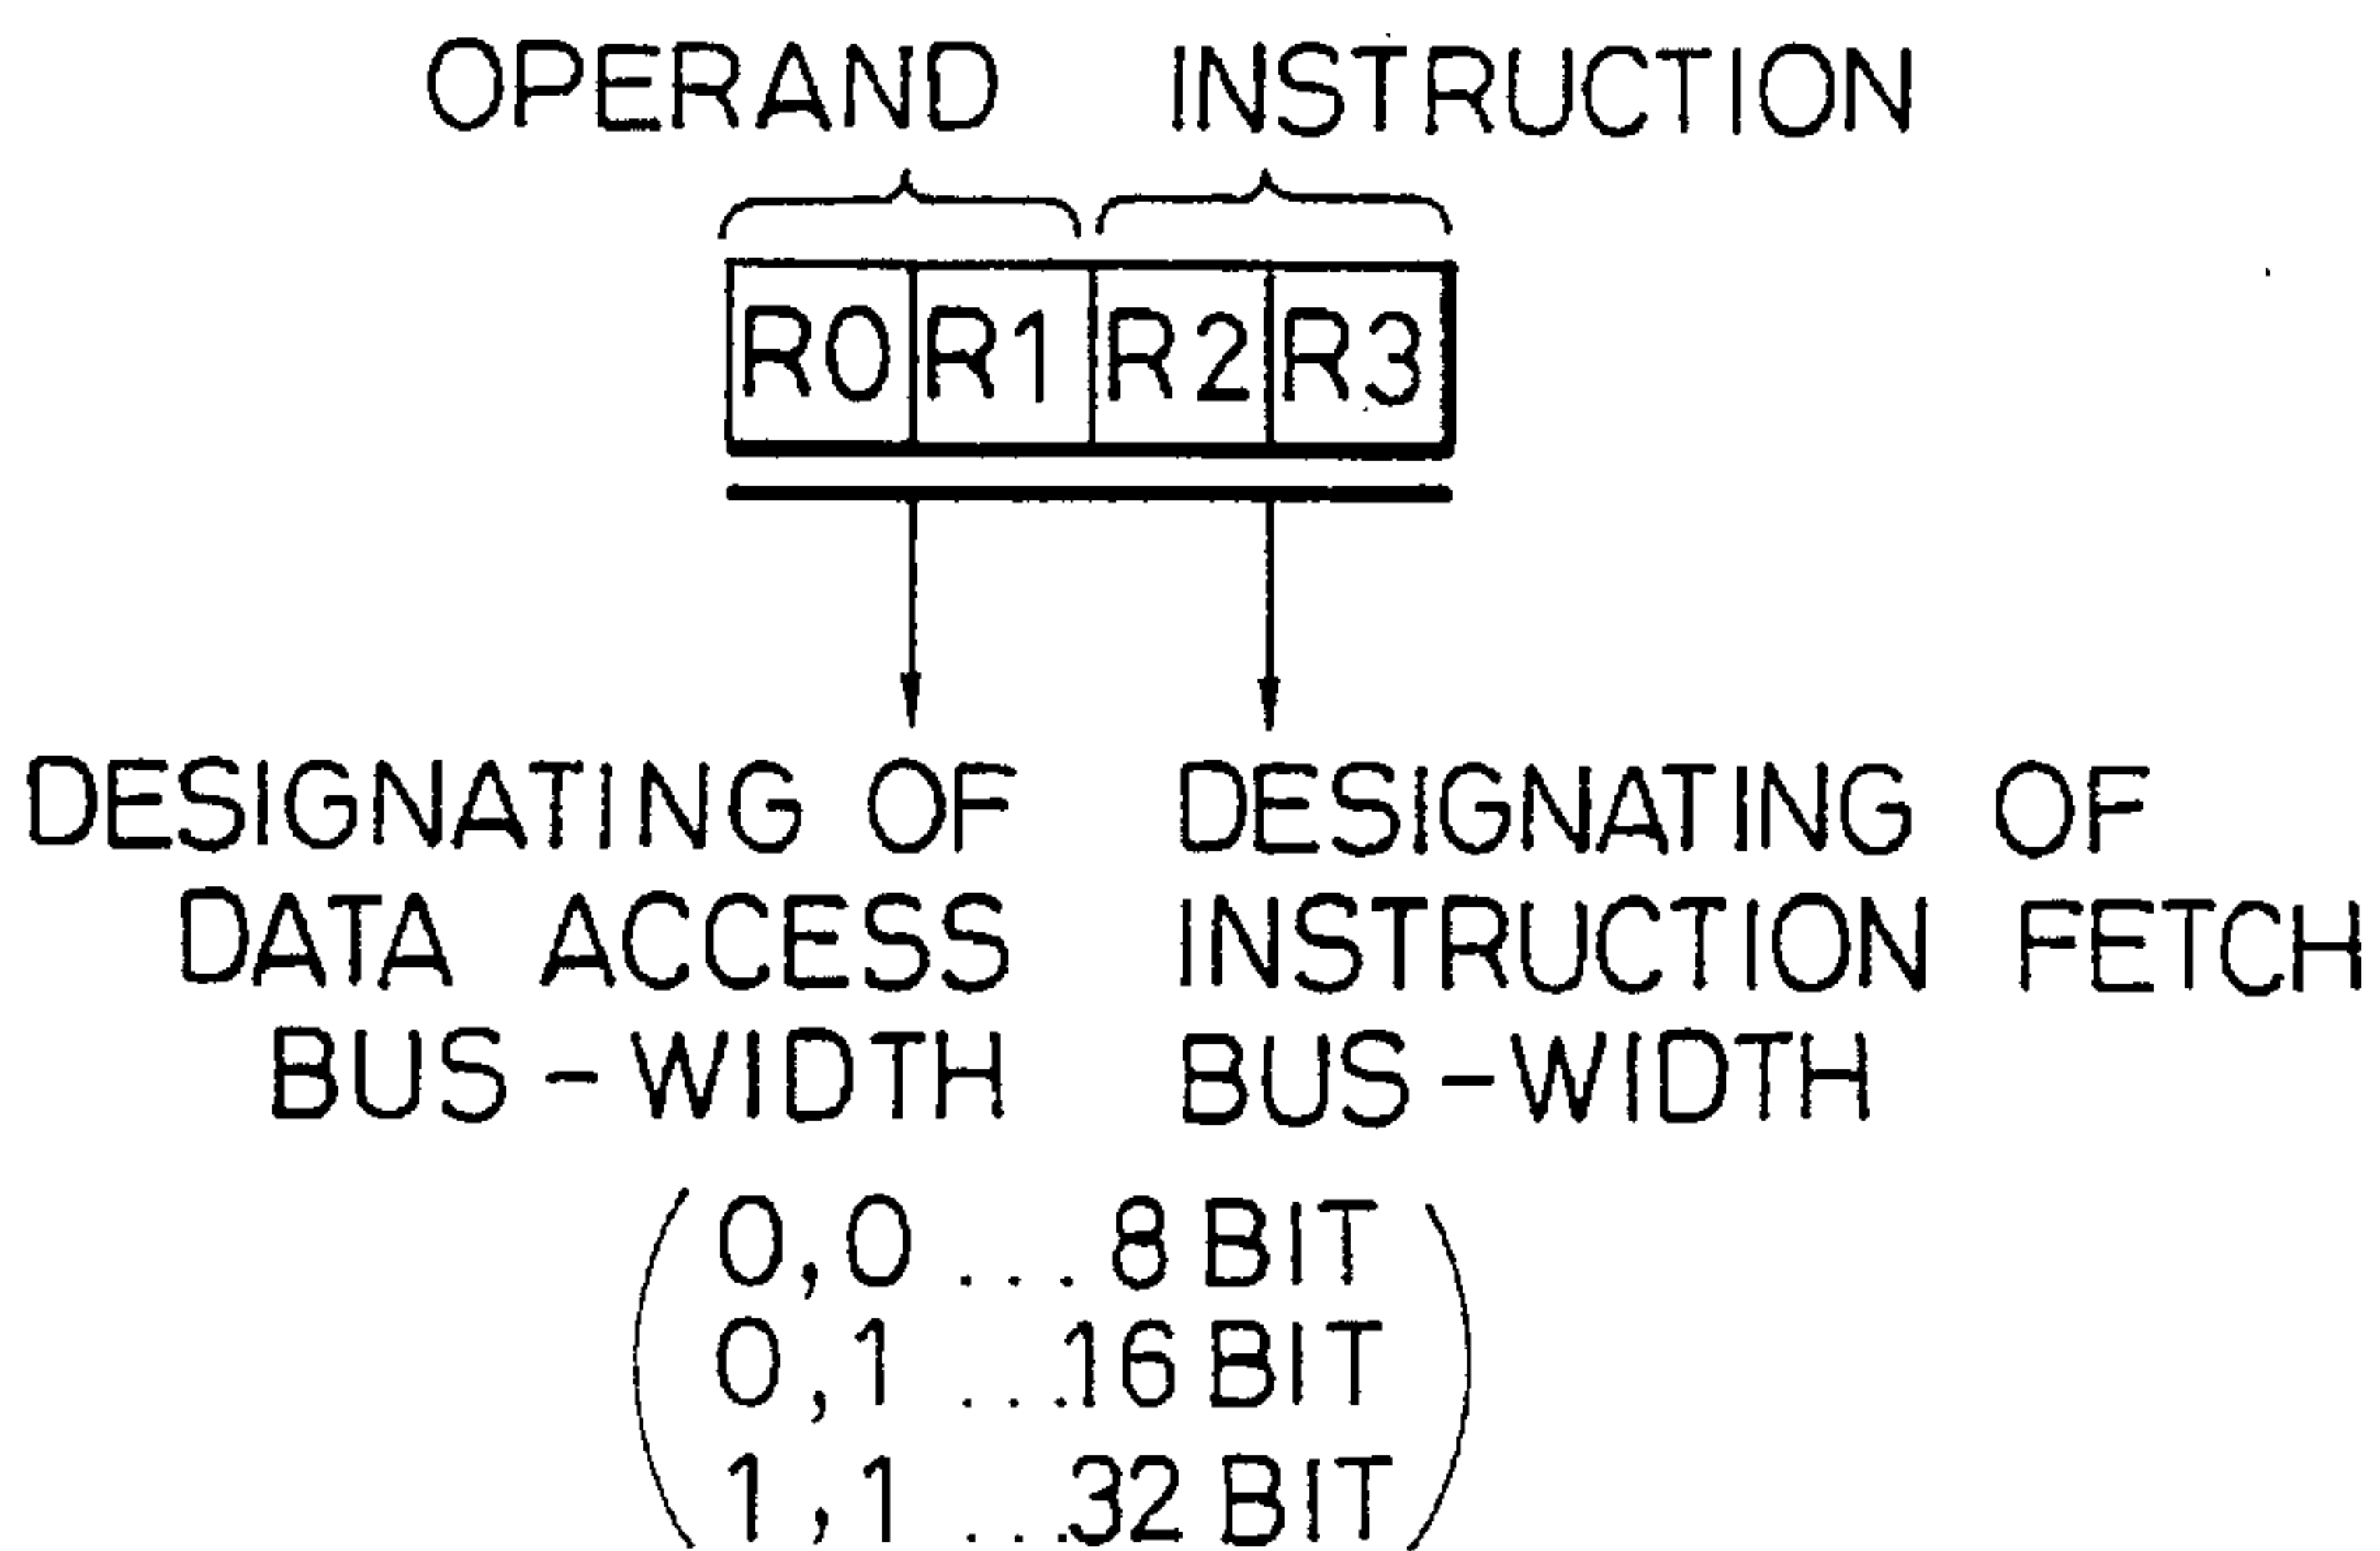 OPERAND INSTRUCTION
R0 R1 R2 R3
DESIGNATING OF
DATA ACCESS
BUS-WIDTH
DESIGNATING OF
INSTRUCTION FETCH
BUS-WIDTH
0,0 ...8 BIT
0,1 ...16 BIT
1,1 ...32 BIT